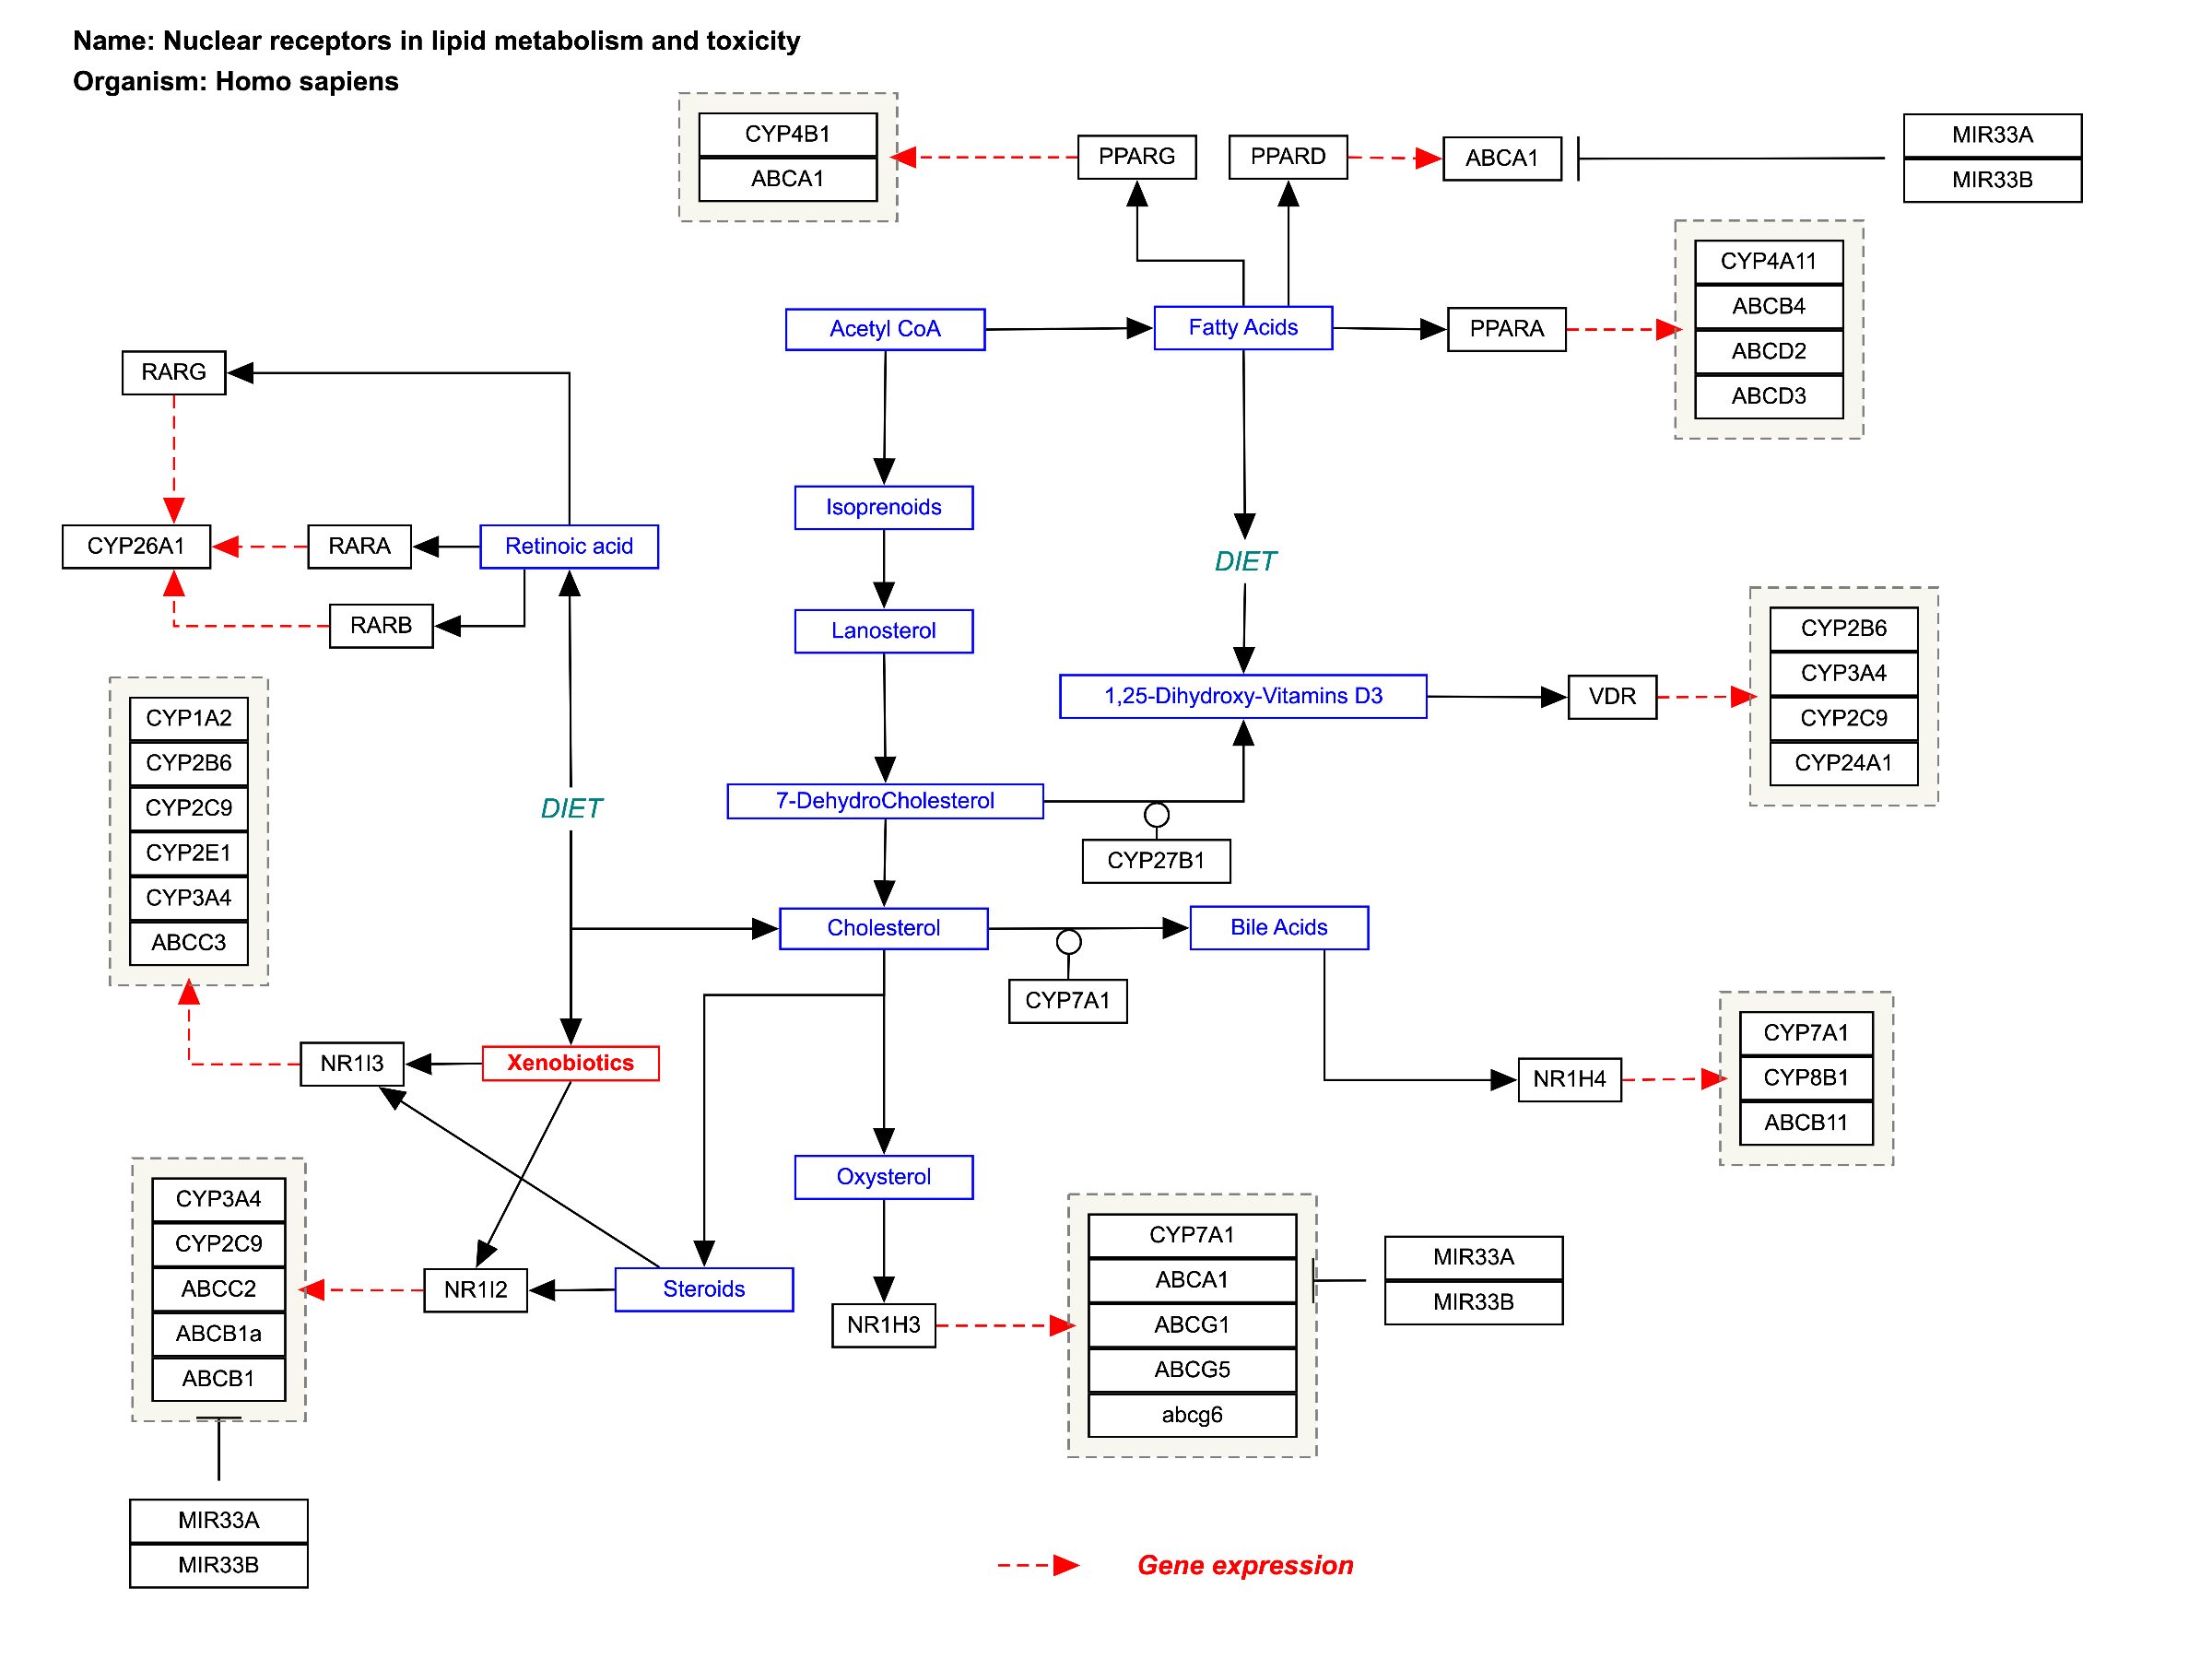 Name: Nuclear receptors in lipid metabolism and toxicity
Organism: Homo sapiens
CYP4B1
ABCA1
PPARG
PPARD
ABCA1
MIR33A
MIR33B
CYP4A11
ABCB4
ABCD2
ABCD3
Acetyl CoA
Fatty Acids
PPARA
RARG
Isoprenoids
CYP26A1
RARA
Retinoic acid
DIET
RARB
Lanosterol
CYP2B6
CYP3A4
CYP2C9
CYP24A1
1,25-Dihydroxy-Vitamins D3
VDR
CYP1A2
CYP2B6
CYP2C9
CYP2E1
CYP3A4
ABCC3
DIET
7-DehydroCholesterol
CYP27B1
Cholesterol
Bile Acids
CYP7A1
NR1I3
Xenobiotics
NR1H4
CYP7A1
CYP8B1
ABCB11
Oxysterol
CYP3A4
CYP2C9
ABCC2
ABCB1a
ABCB1
NR1I2
Steroids
NR1H3
CYP7A1
ABCA1
ABCG1
ABCG5
abcg6
MIR33A
MIR33B
MIR33A
MIR33B
Gene expression